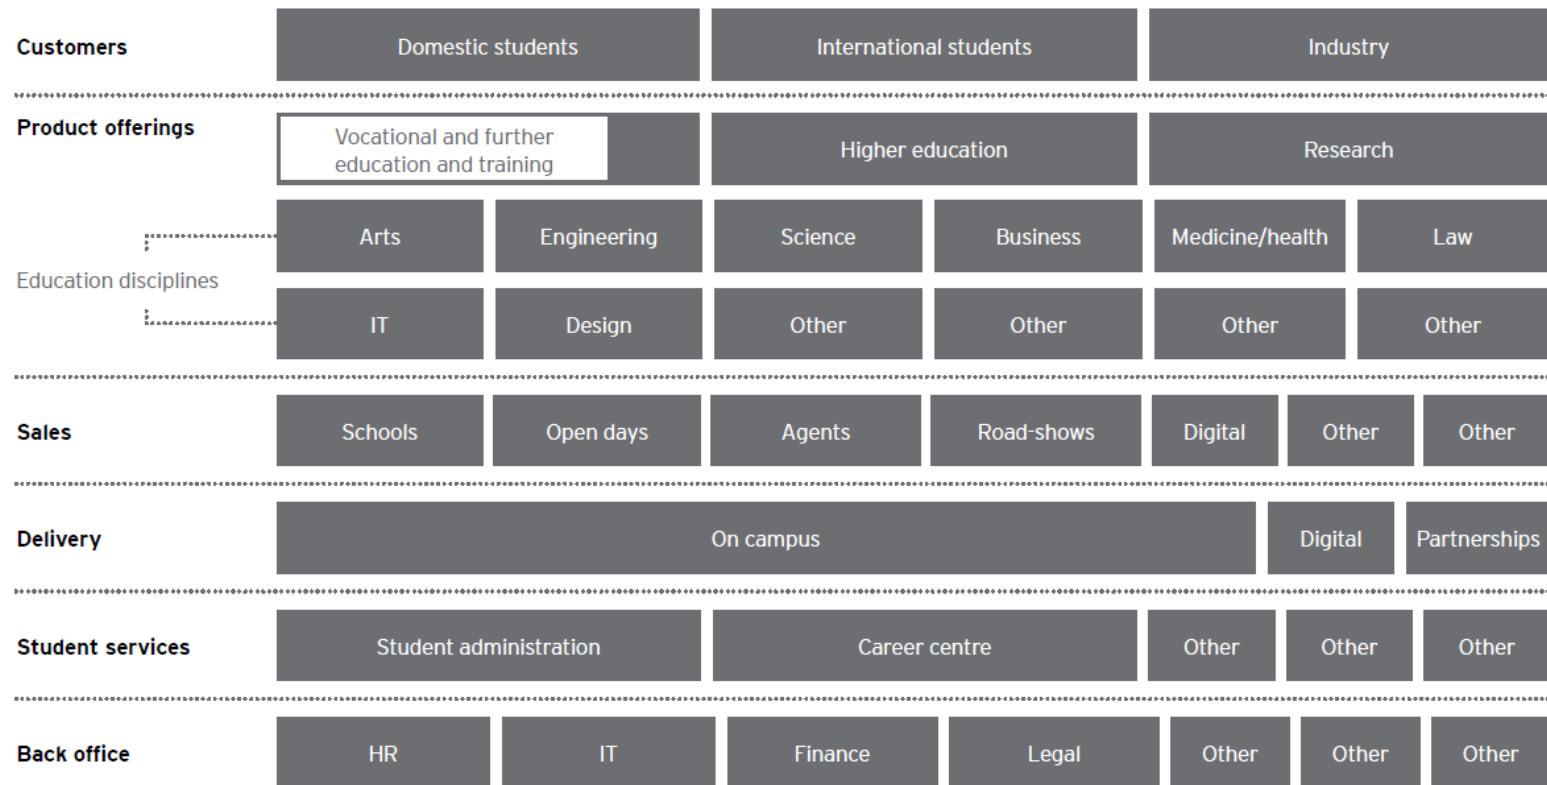 Customers
Domestic students
International students
Industry
Product offerings
Vocational and further
education and training
Higher education
Research
Education disciplines
Arts
Engineering
Science
Business
Medicine/health
Law
IT
Design
Other
Other
Other
Other
Sales
Schools
Open days
Agents
Road-shows
Digital
Other
Other
Delivery
On campus
Digital
Partnerships
Student services
Student administration
Career centre
Other
Other
Other
Back office
HR
IT
Finance
Legal
Other
Other
Other